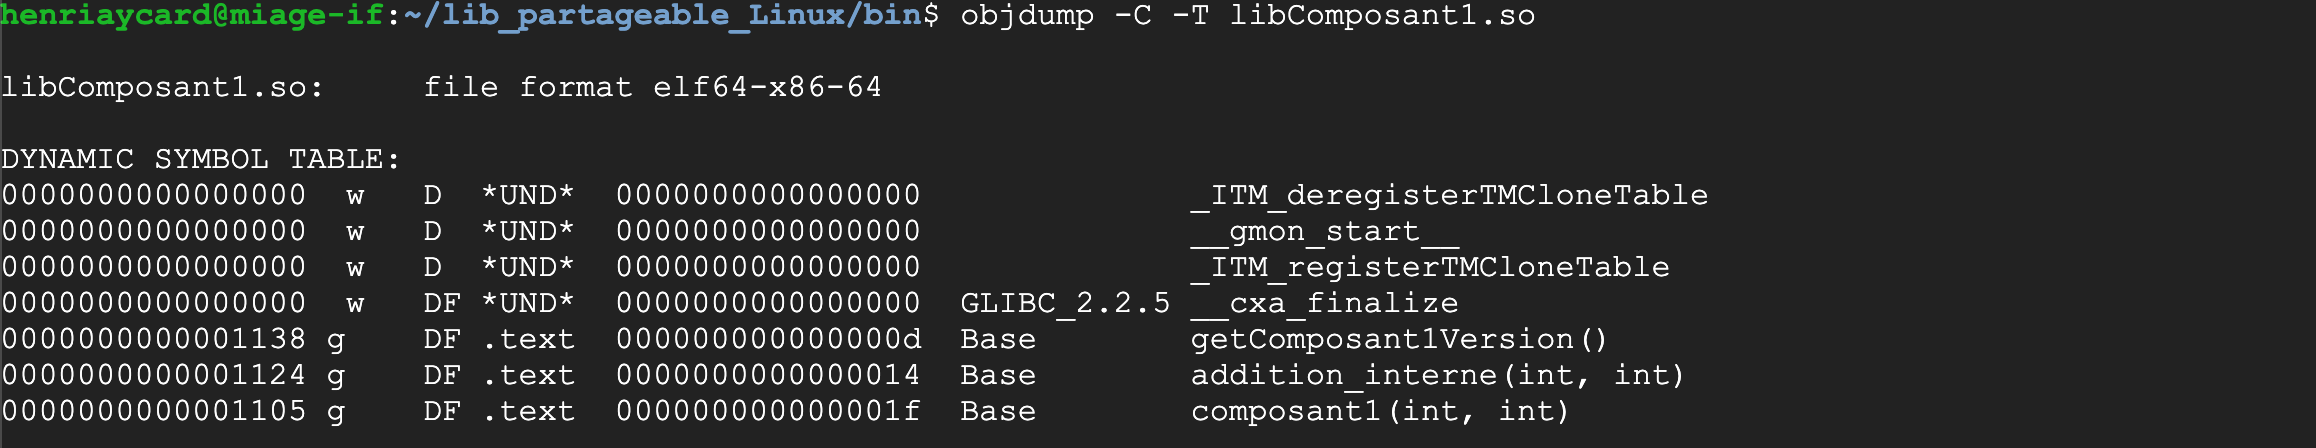 henriaycard@miage-if:~/lib_partageable_Linux/bin$ objdump -C -T libComposant1.so
libComposant1.so:     file format elf64-x86-64
DYNAMIC SYMBOL TABLE:
0000000000000000  w   D  *UND*  0000000000000000              _ITM_deregisterTMCloneTable
0000000000000000  w   D  *UND*  0000000000000000              __gmon_start__
0000000000000000  w   D  *UND*  0000000000000000              _ITM_registerTMCloneTable
0000000000000000  w   DF *UND*  0000000000000000  GLIBC_2.2.5 __cxa_finalize
0000000000001138 g    DF .text  000000000000000d  Base        getComposant1Version()
0000000000001124 g    DF .text  0000000000000014  Base        addition_interne(int, int)
0000000000001105 g    DF .text  000000000000001f  Base        composant1(int, int)